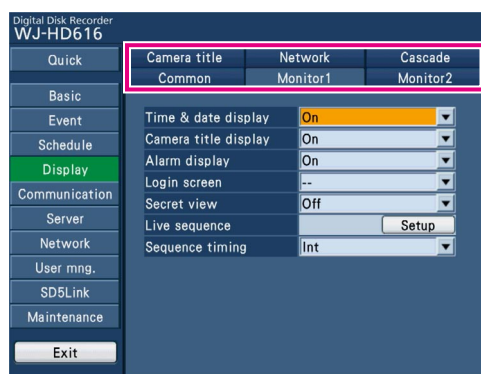 Digital Disk Recorder
WJ-HD616
Quick
Basic
Event
Schedule
Display
Communication
Server
Network
User mng.
SD5Link
Maintenance
Exit
Camera title Network Cascade
Common Monitor1 Monitor2
Time & date display On
Camera title display On
Alarm display On
Login screen --
Secret view Off
Live sequence Setup
Sequence timing Int